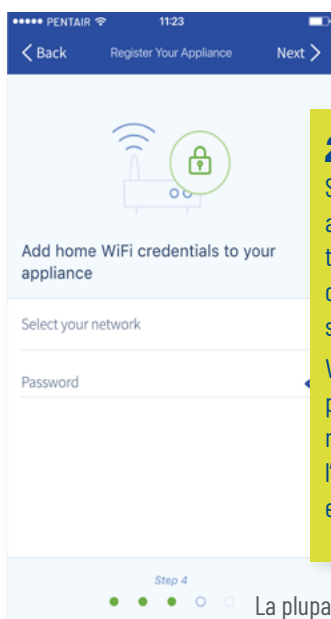 PENTAIR 11:23
Back Register Your Appliance Next
Add home WiFi credentials to your
appliance
Select your network
Password
Step 4
La plupa